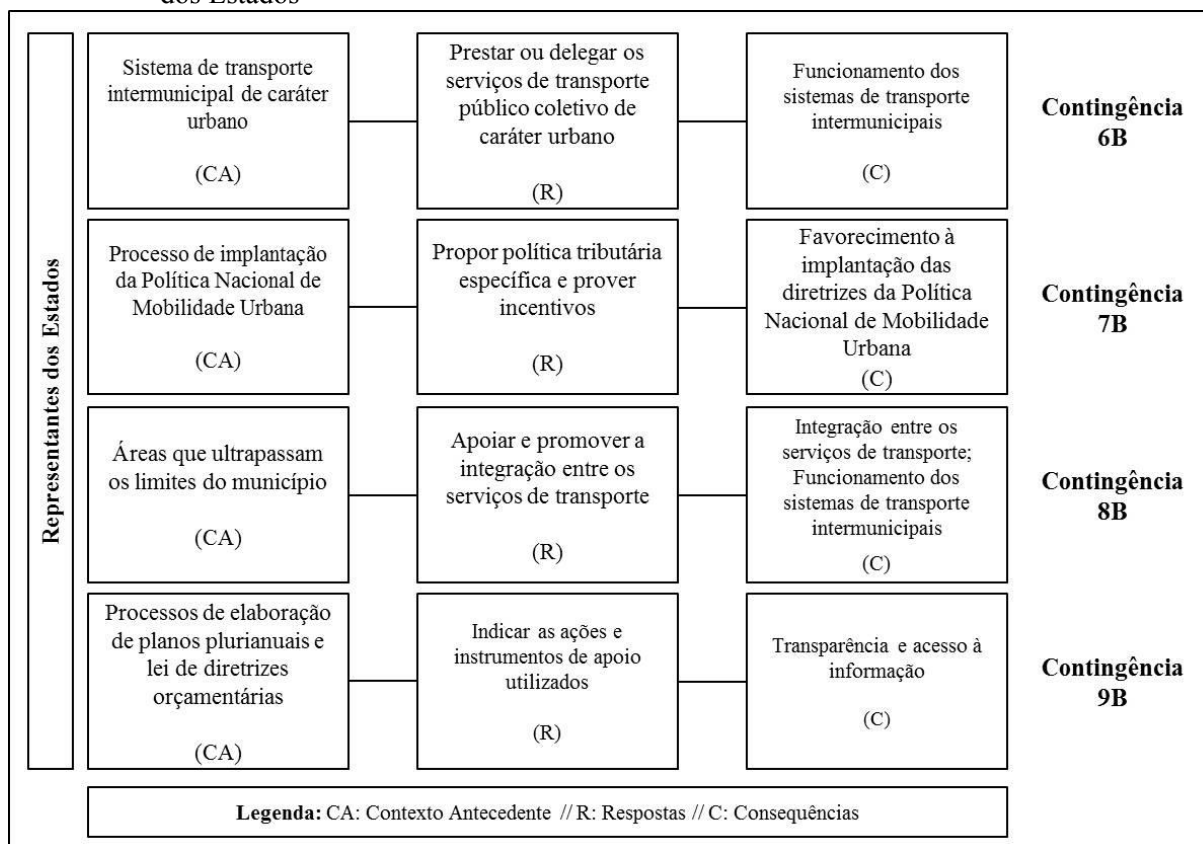 dos Estados
Representantes dos Estados
Sistema de transporte
intermunicipal de caráter
urbano
(CA)
Prestar ou delegar os
serviços de transporte
público coletivo de
caráter urbano
(R)
Funcionamento dos
sistemas de transporte
intermunicipais
(C)
Contingência
6B
Processo de implantação
da Política Nacional de
Mobilidade Urbana
(CA)
Propor política tributária
específica e prover
incentivos
(R)
Favorecimento à
implantação das
diretrizes da Política
Nacional de Mobilidade
Urbana
(C)
Contingência
7B
Áreas que ultrapassam
os limites do município
(CA)
Apoiar e promover a
integração entre os
serviços de transporte
(R)
Integração entre os
serviços de transporte;
Funcionamento dos
sistemas de transporte
intermunicipais
(C)
Contingência
8B
Processos de elaboração
de planos plurianuais e
lei de diretrizes
orçamentárias
(CA)
Indicar as ações e
instrumentos de apoio
utilizados
(R)
Transparência e acesso à
informação
(C)
Contingência
9B
Legenda: CA: Contexto Antecedente // R: Respostas // C: Consequências